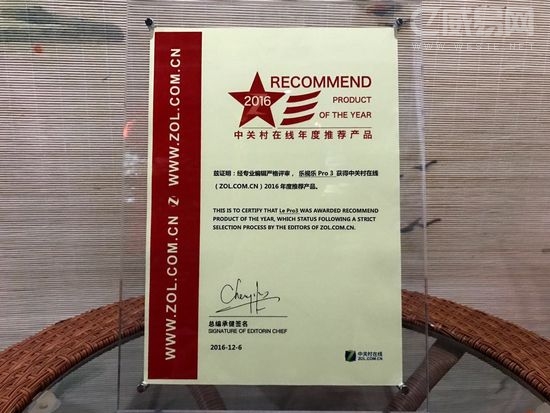 威易网
WWW.ZOL.COM.CN Z WWW.ZOL.COM.CN
2016
RECOMMEND
PRODUCT
OF THE YEAR
中关村在线年度推荐产品
兹证明：经专业编辑严格评审，乐视乐 Pro 3 获得中关村在线
（ZOL.COM.CN）2016 年度推荐产品。
THIS IS TO CERTIFY THAT Le Pro3 WAS AWARDED RECOMMEND
PRODUCT OF THE YEAR, WHICH STATUS FOLLOWING A STRICT
SELECTION PROCESS BY THE EDITORS OF ZOL.COM.CN.
总编承健签名
SIGNATURE OF EDITORIN CHIEF
2016-12-6
中关村在线
ZOL.COM.CN